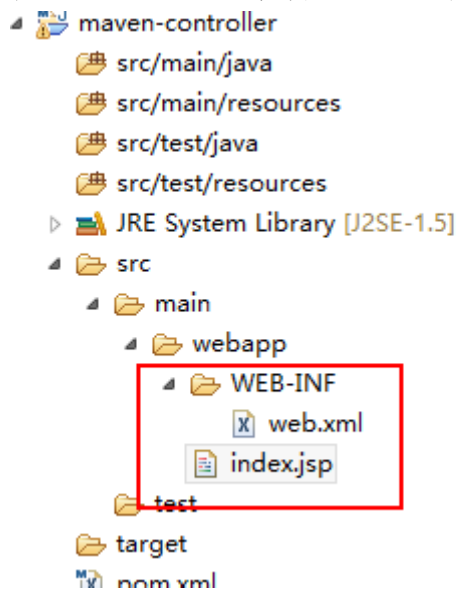 maven-controller
src/main/java
src/main/resources
src/test/java
src/test/resources
JRE System Library [J2SE-1.5]
src
main
webapp
WEB-INF
web.xml
index.jsp
test
target
pom.xml